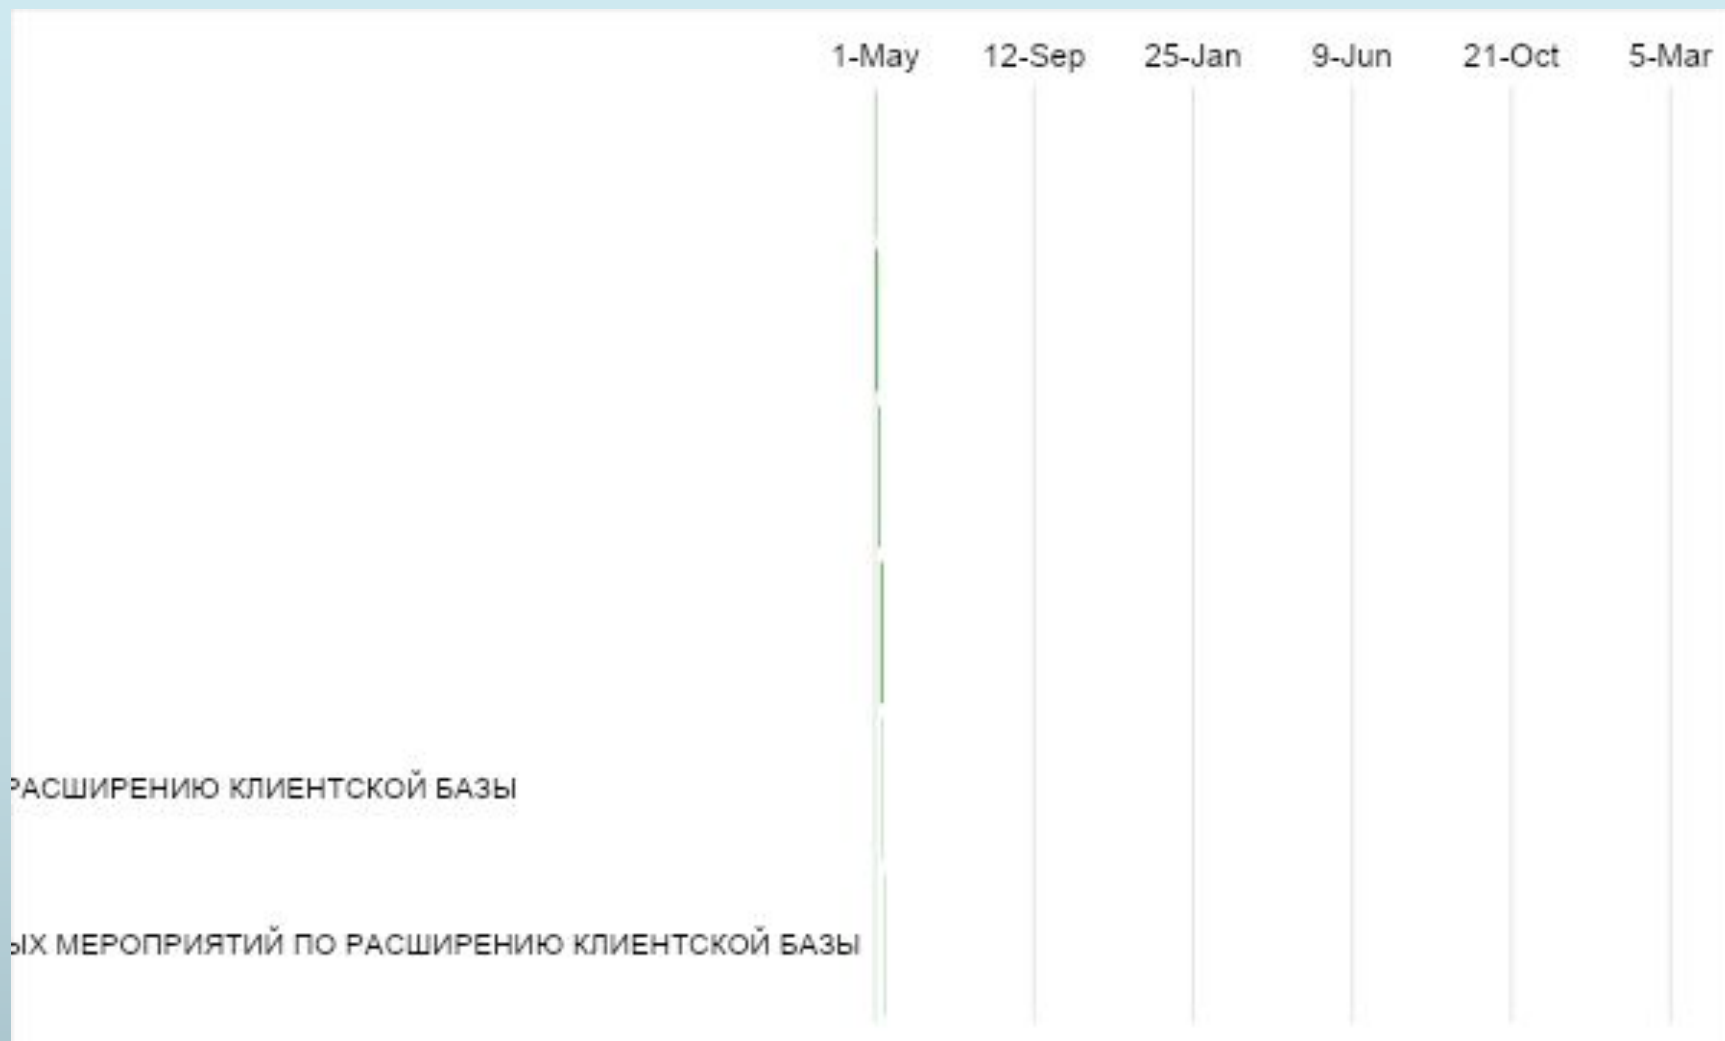 1-May 12-Sep 25-Jan 9-Jun 21-Oct 5-Mar
РАСШИРЕНИЮ КЛИЕНТСКОЙ БАЗЫ
ЫХ МЕРОПРИЯТИЙ ПО РАСШИРЕНИЮ КЛИЕНТСКОЙ БАЗЫ